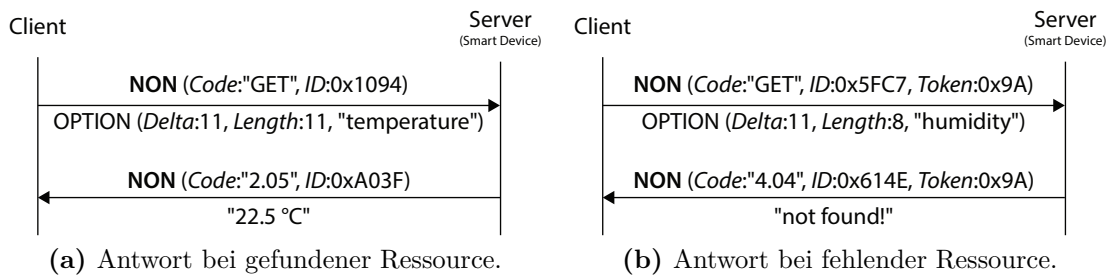 Client
Server
(Smart Device)
NON (Code:"GET", ID:0x1094)
OPTION (Delta:11, Length:11, "temperature")
NON (Code:"2.05", ID:0xA03F)
"22.5 °C"
(a) Antwort bei gefundener Ressource.
Client
Server
(Smart Device)
NON (Code:"GET", ID:0x5FC7, Token:0x9A)
OPTION (Delta:11, Length:8, "humidity")
NON (Code:"4.04", ID:0x614E, Token:0x9A)
"not found!"
(b) Antwort bei fehlender Ressource.